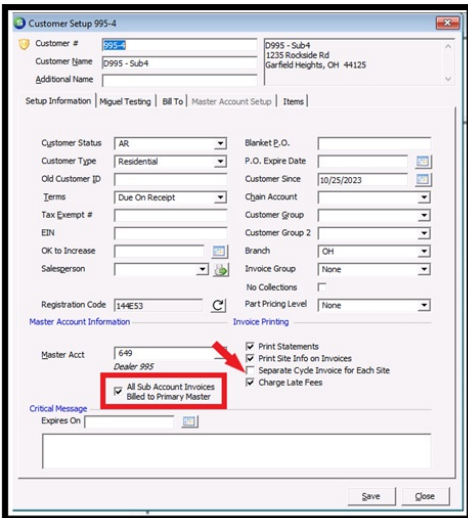 Customer Setup 995-4
Customer # 995-4
D995 - Sub4
1235 Rockside Rd
Garfield Heights, OH 44125
Customer Name D995 - Sub4
Additional Name
Setup Information Miguel Testing Bill To Master Account Setup Items
Customer Status AR Blanket P.O.
Customer Type Residential P.O. Expire Date
Old Customer ID Customer Since 10/25/2023
Terms Due On Receipt Chain Account
Tax Exempt # Customer Group
EIN Customer Group 2
OK to Increase Branch OH
Salesperson Invoice Group None
No Collections
Registration Code 144E53 Part Pricing Level None
Master Account Information Invoice Printing
Print Statements
Master Acct 649 Print Site Info on Invoices
Dealer 995 Separate Cycle Invoice for Each Site
All Sub Account Invoices Charge Late Fees
Billed to Primary Master
Critical Message
Expires On
Save Close